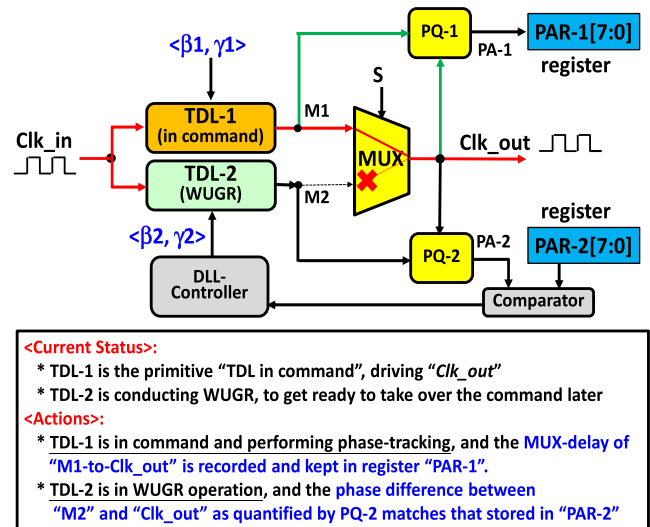 <β1, γ1>
PQ-1
PA-1
PAR-1[7:0]
register
S
TDL-1
(in command)
M1
Clk_in
MUX
Clk_out
TDL-2
(WUGR)
M2
<β2, γ2>
register
PQ-2
PA-2
PAR-2[7:0]
DLL-
Controller
Comparator
<Current Status>:
* TDL-1 is the primitive “TDL in command”, driving “Clk_out”
* TDL-2 is conducting WUGR, to get ready to take over the command later
<Actions>:
* TDL-1 is in command and performing phase-tracking, and the MUX-delay of
“M1-to-Clk_out” is recorded and kept in register “PAR-1”.
* TDL-2 is in WUGR operation, and the phase difference between
“M2” and “Clk_out” as quantified by PQ-2 matches that stored in “PAR-2”